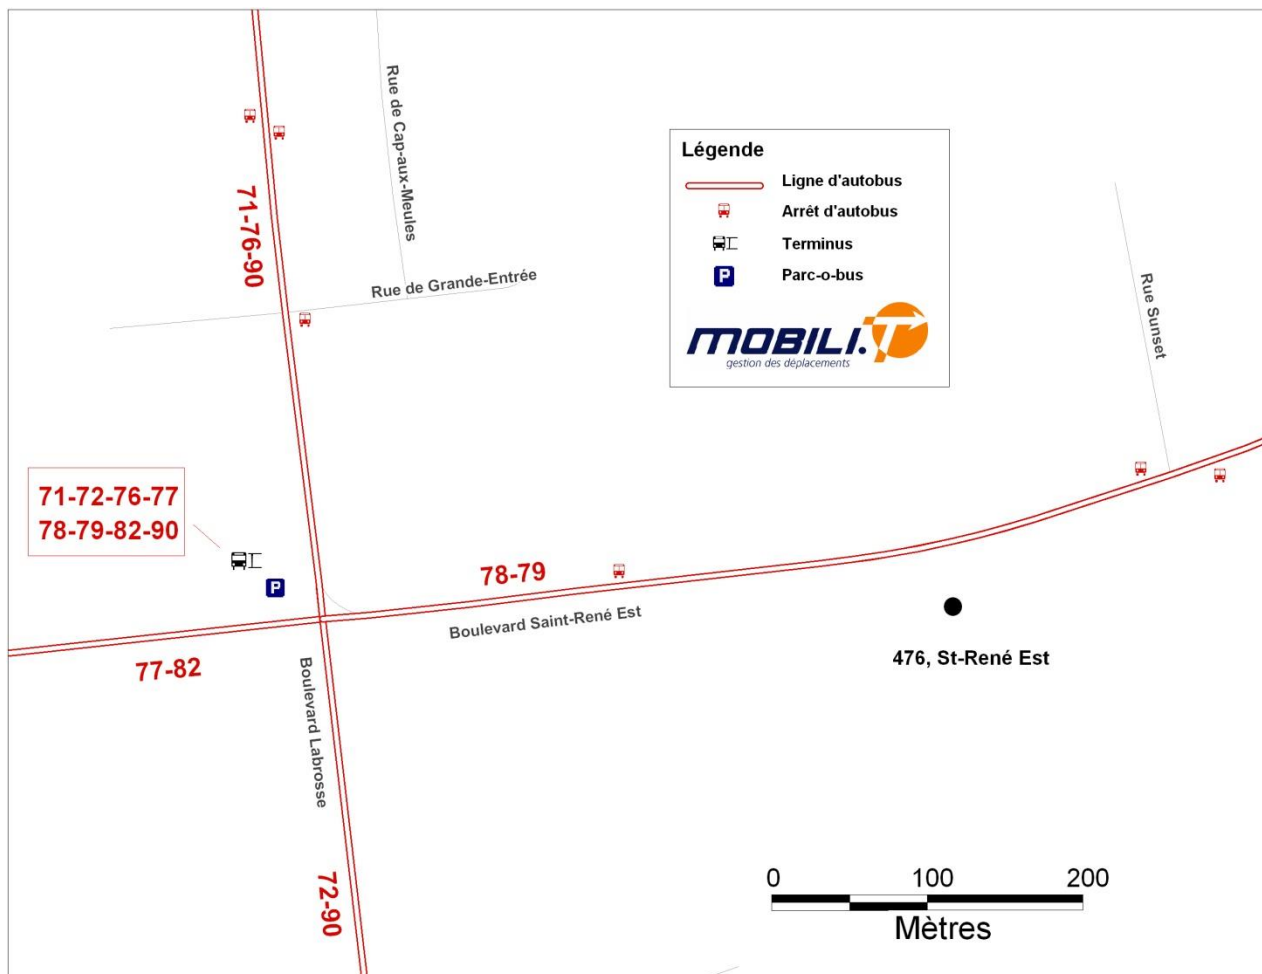 Rue de Cap-aux-Meules
71-76-90
Rue de Grande-Entrée
Légende
Ligne d'autobus
Arrêt d'autobus
Terminus
P
Parc-o-bus
MOBILI.T
gestion des déplacements
Rue Sunset
71-72-76-77
78-79-82-90
P
78-79
Boulevard Saint-René Est
77-82
Boulevard Labrosse
476, St-René Est
72-90
0 100 200
Mètres